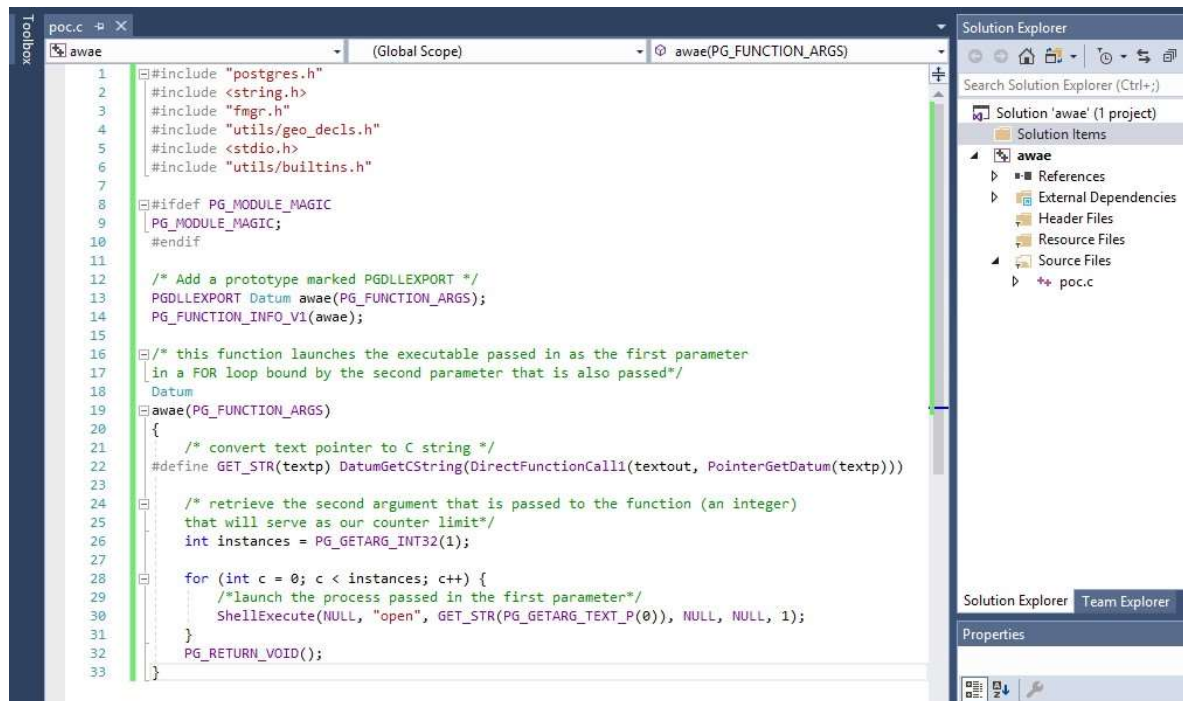 Toolbox
poc.c
awae
(Global Scope)
awae(PG_FUNCTION_ARGS)
1 #include "postgres.h"
2 #include <string.h>
3 #include "fmgr.h"
4 #include "utils/geo_decls.h"
5 #include <stdio.h>
6 #include "utils/builtins.h"
7
8 #ifdef PG_MODULE_MAGIC
9 PG_MODULE_MAGIC;
10 #endif
11
12 /* Add a prototype marked PGDLLEXPORT */
13 PGDLLEXPORT Datum awae(PG_FUNCTION_ARGS);
14 PG_FUNCTION_INFO_V1(awae);
15
16 /* this function launches the executable passed in as the first parameter
17 in a FOR loop bound by the second parameter that is also passed*/
18 Datum
19 awae(PG_FUNCTION_ARGS)
20 {
21 /* convert text pointer to C string */
22 #define GET_STR(textp) DatumGetCString(DirectFunctionCall1(textout, PointerGetDatum(textp)))
23
24 /* retrieve the second argument that is passed to the function (an integer)
25 that will serve as our counter limit*/
26 int instances = PG_GETARG_INT32(1);
27
28 for (int c = 0; c < instances; c++) {
29 /*launch the process passed in the first parameter*/
30 ShellExecute(NULL, "open", GET_STR(PG_GETARG_TEXT_P(0)), NULL, NULL, 1);
31 }
32 PG_RETURN_VOID();
33 }
Solution Explorer
Search Solution Explorer (Ctrl+;)
Solution 'awae' (1 project)
Solution Items
awae
References
External Dependencies
Header Files
Resource Files
Source Files
poc.c
Solution Explorer
Team Explorer
Properties